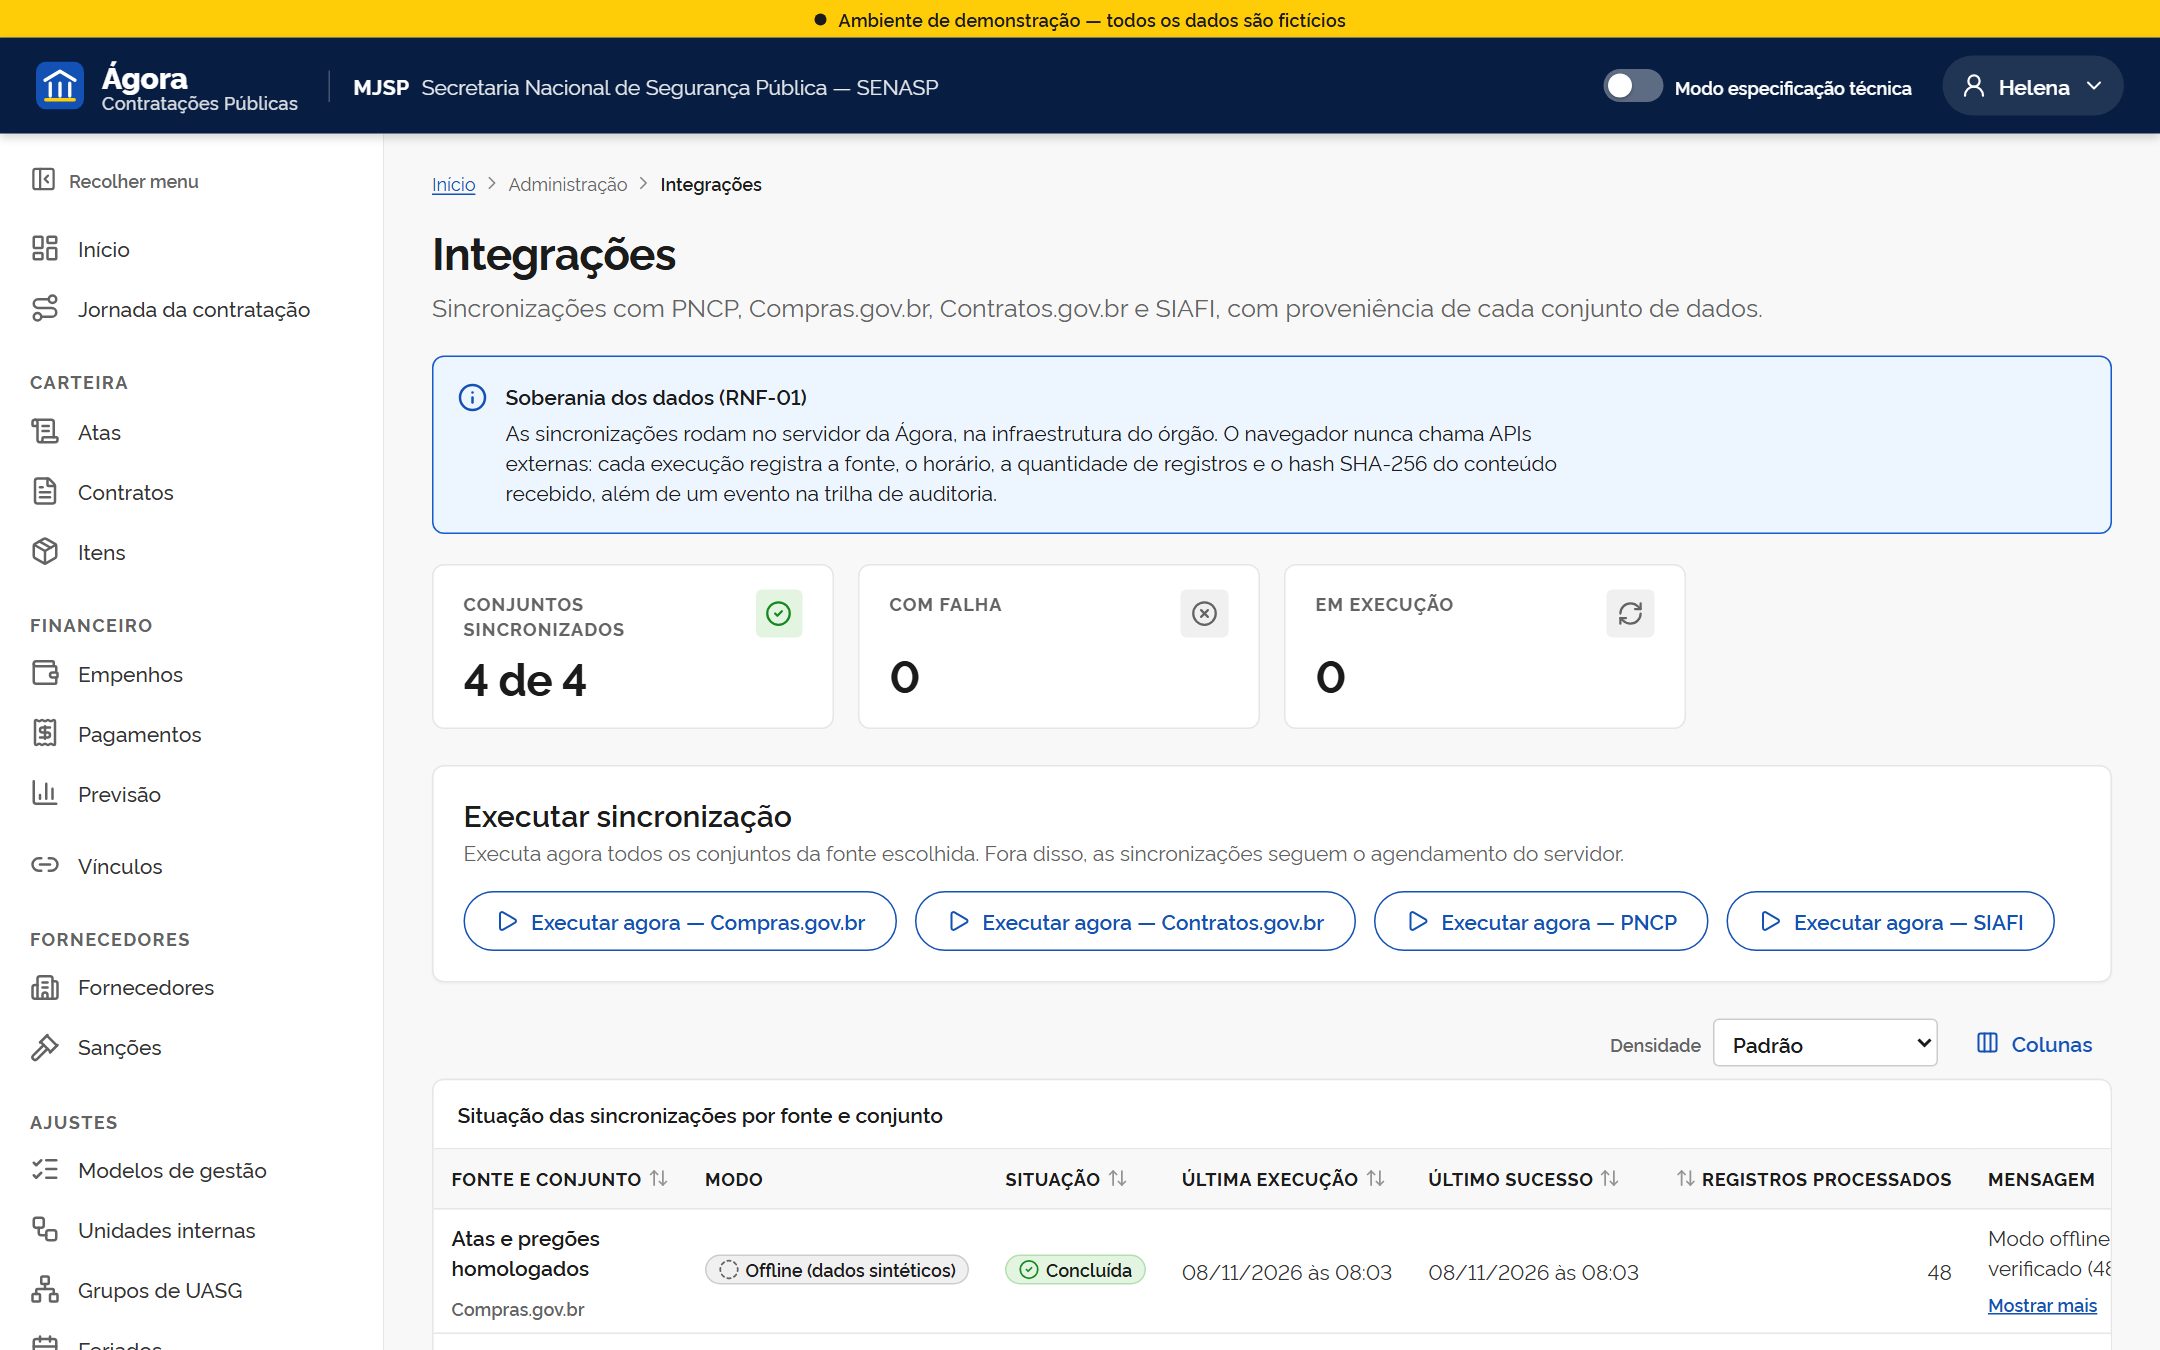 Ambiente de demonstração — todos os dados são fictícios
Ágora
Contratações Públicas
MJSP Secretaria Nacional de Segurança Pública — SENASP
Modo especificação técnica
Helena
Recolher menu
Início
Jornada da contratação
CARTEIRA
Atas
Contratos
Itens
FINANCEIRO
Empenhos
Pagamentos
Previsão
Vínculos
FORNECEDORES
Fornecedores
Sanções
AJUSTES
Modelos de gestão
Unidades internas
Grupos de UASG
Feriados
Início > Administração > Integrações
Integrações
Sincronizações com PNCP, Compras.gov.br, Contratos.gov.br e SIAFI, com proveniência de cada conjunto de dados.
Soberania dos dados (RNF-01)
As sincronizações rodam no servidor da Ágora, na infraestrutura do órgão. O navegador nunca chama APIs
externas: cada execução registra a fonte, o horário, a quantidade de registros e o hash SHA-256 do conteúdo
recebido, além de um evento na trilha de auditoria.
CONJUNTOS
SINCRONIZADOS
4 de 4
COM FALHA
0
EM EXECUÇÃO
0
Executar sincronização
Executa agora todos os conjuntos da fonte escolhida. Fora disso, as sincronizações seguem o agendamento do servidor.
Executar agora — Compras.gov.br
Executar agora — Contratos.gov.br
Executar agora — PNCP
Executar agora — SIAFI
Densidade
Padrão
Colunas
Situação das sincronizações por fonte e conjunto
FONTE E CONJUNTO
MODO
SITUAÇÃO
ÚLTIMA EXECUÇÃO
ÚLTIMO SUCESSO
REGISTROS PROCESSADOS
MENSAGEM
Atas e pregões
homologados
Compras.gov.br
Offline (dados sintéticos)
Concluída
08/11/2026 às 08:03
08/11/2026 às 08:03
48
Modo offline
verificado (48
Mostrar mais